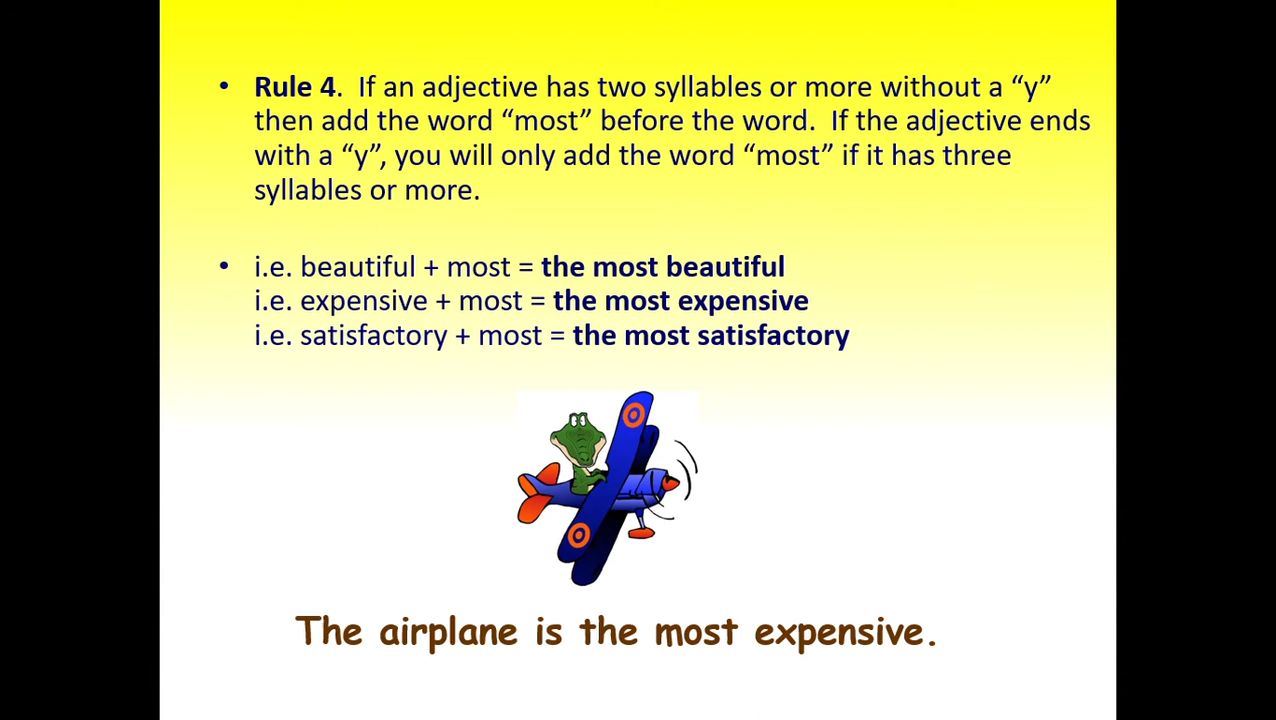 • Rule 4.  If an adjective has two syllables or more without a “y”
then add the word “most” before the word.  If the adjective ends
with a “y”, you will only add the word “most” if it has three
syllables or more.
• i.e. beautiful + most = the most beautiful
i.e. expensive + most = the most expensive
i.e. satisfactory + most = the most satisfactory
The airplane is the most expensive.